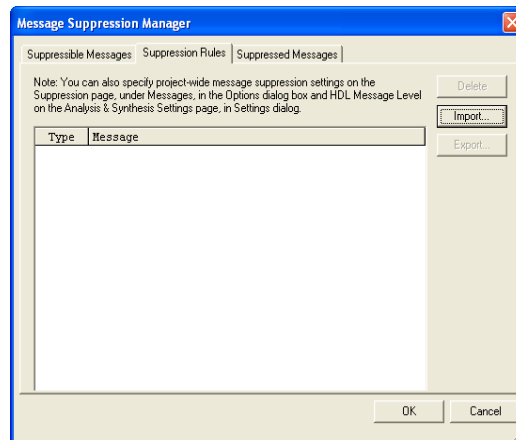 Message Suppression Manager
Suppressible Messages Suppression Rules Suppressed Messages
Note: You can also specify project-wide message suppression settings on the
Suppression page, under Messages, in the Options dialog box and HDL Message Level
on the Analysis & Synthesis Settings page, in Settings dialog.
Delete
Import...
Export...
Type Message
OK Cancel